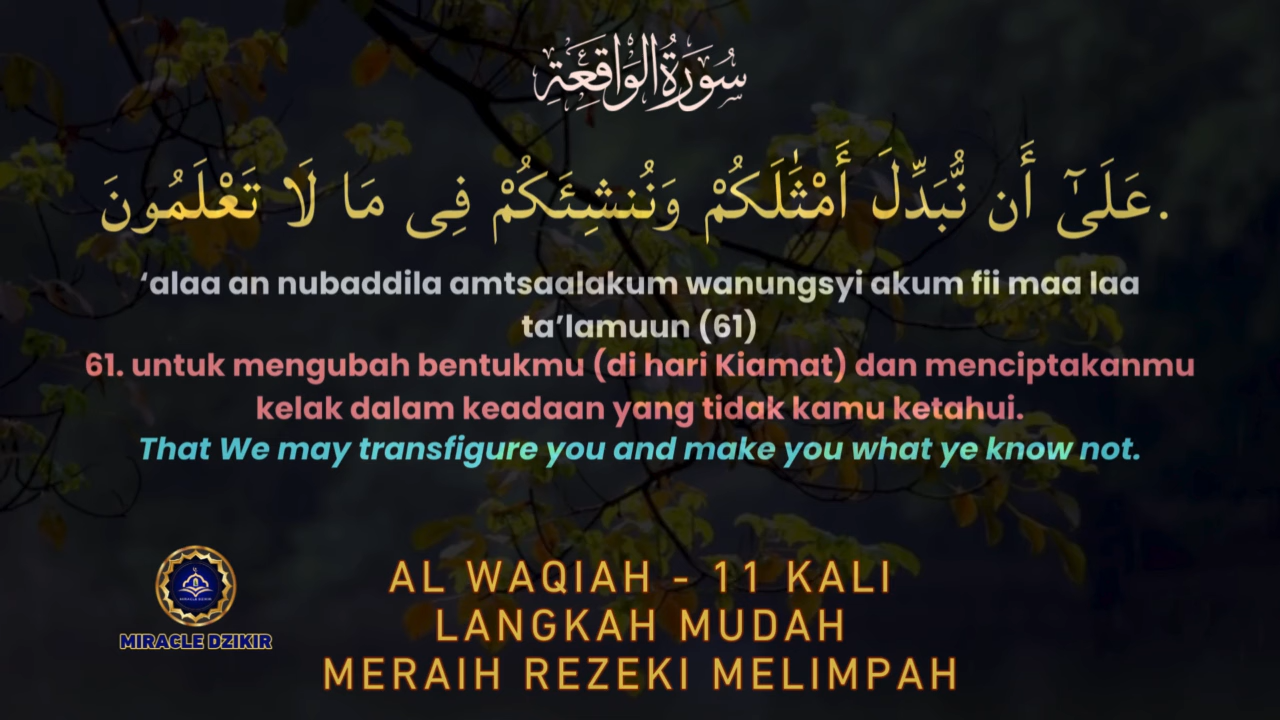 سُورَةُ الوَاقِعَةِ
عَلَىٰٓ أَن نُّبَدِّلَ أَمْثَٰلَكُمْ وَنُنشِئَكُمْ فِى مَا لَا تَعْلَمُونَ.
‘alaa an nubaddila amtsaalakum wanungsyi akum fii maa laa
ta’lamuun (61)
61. untuk mengubah bentukmu (di hari Kiamat) dan menciptakanmu
kelak dalam keadaan yang tidak kamu ketahui.
That We may transfigure you and make you what ye know not.
MIRACLE DZIKIR
MIRACLE DZIKIR
AL WAQIAH - 11 KALI
LANGKAH MUDAH
MERAIH REZEKI MELIMPAH